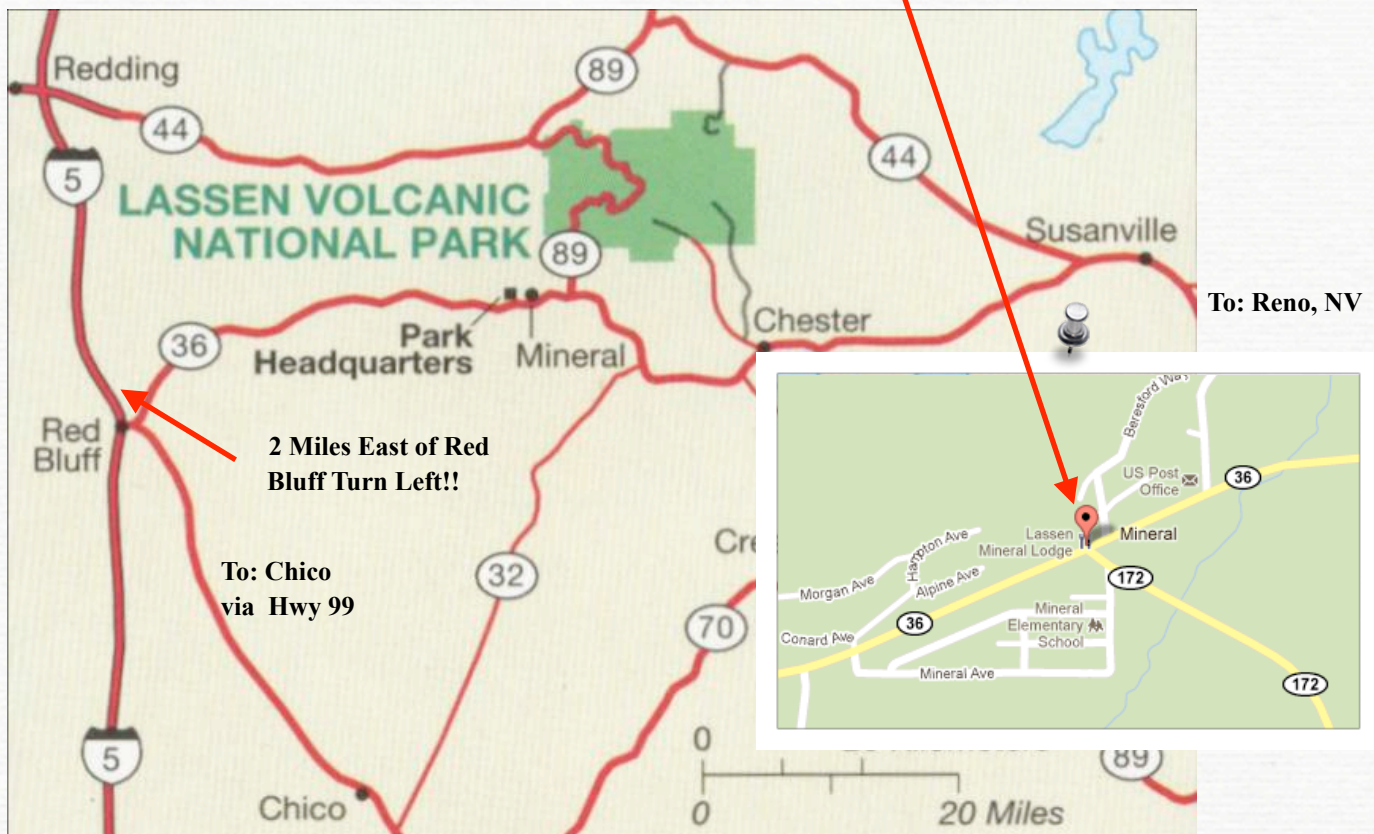 Redding
89
44
5
LASSEN VOLCANIC
NATIONAL PARK
44
Susanville
89
To: Reno, NV
Park
Headquarters
Mineral
Chester
36
Red
Bluff
2 Miles East of Red
Bluff Turn Left!!
To: Chico
via Hwy 99
32
70
5
Chico
0
0
20 Miles
89
Beresford Way
US Post
Office
36
Lassen
Mineral Lodge
Mineral
Hampton Ave
Morgan Ave
Alpine Ave
172
Mineral
Elementary
School
36
Conard Ave
Mineral Ave
172